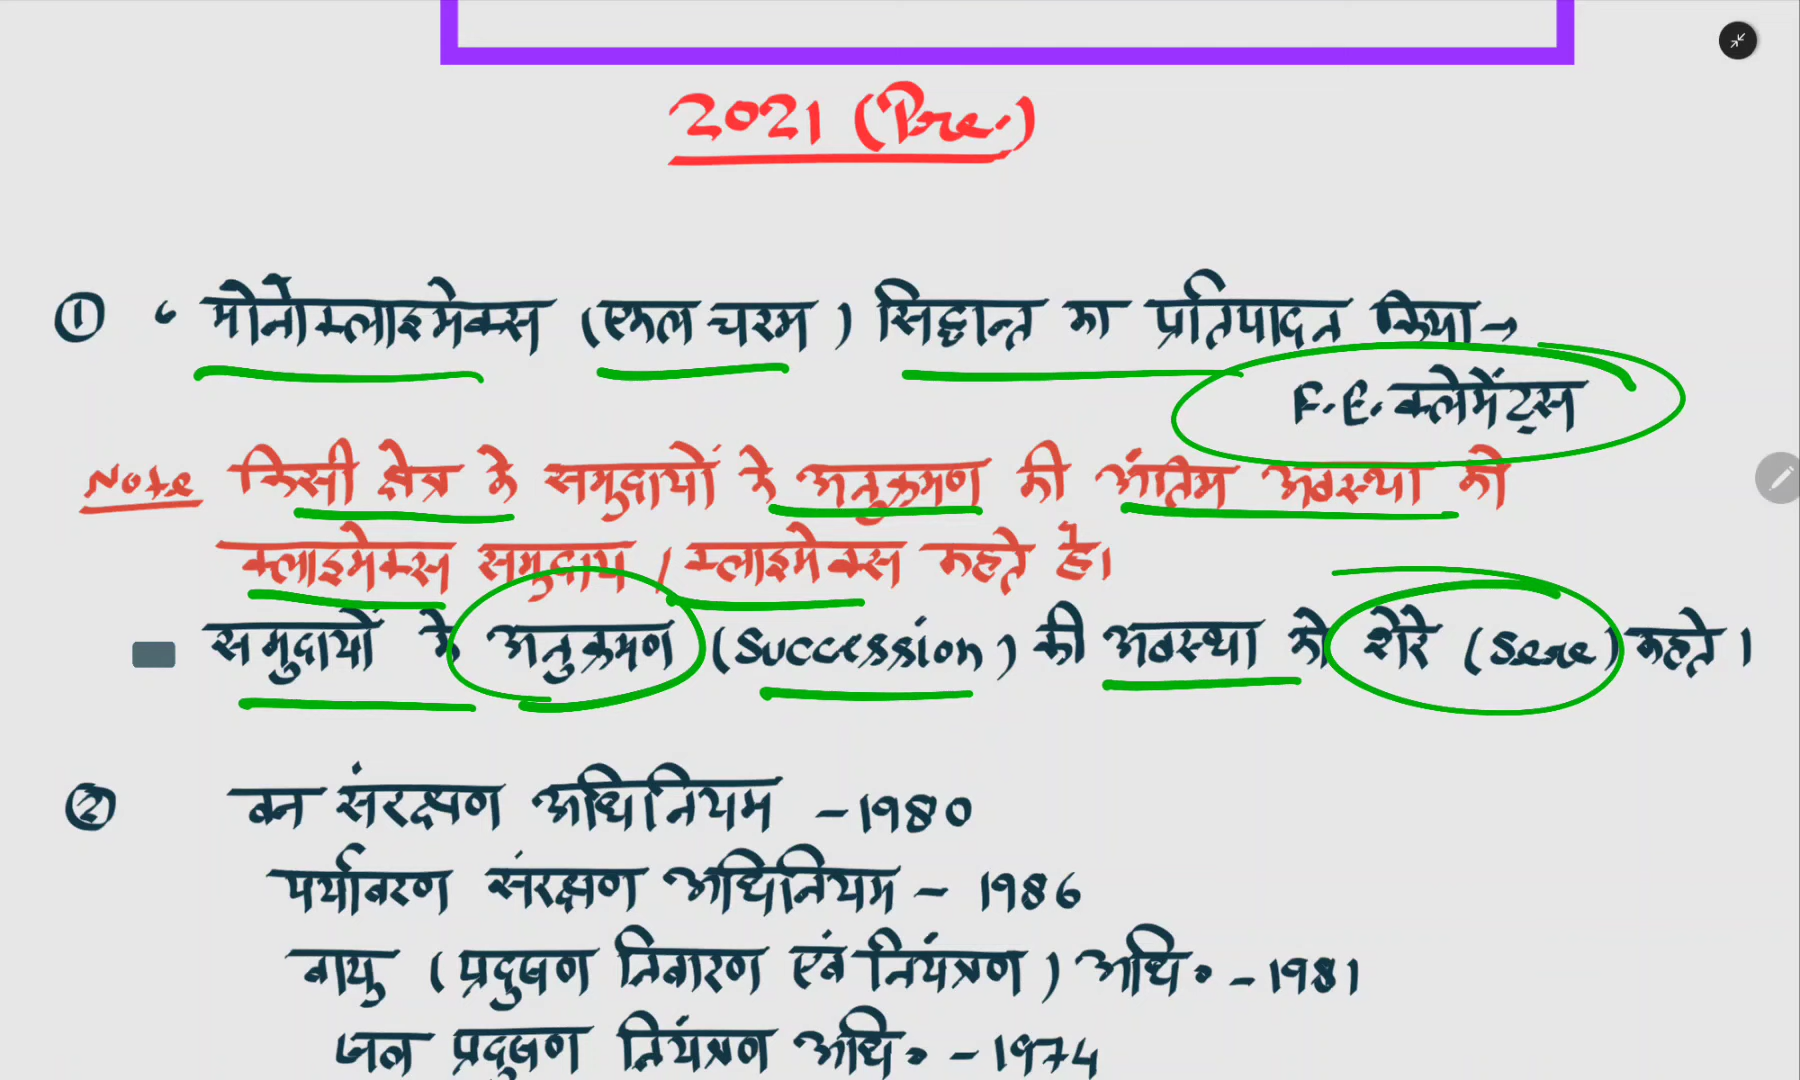 2021 (Pre.)
① • मोनोक्लाइमेक्स (एकल चरम) सिद्धान्त का प्रतिपादन किया→
F.E. क्लेमेंट्स
Note किसी क्षेत्र के समुदायों के अनुक्रमण की अंतिम अवस्था को
क्लाइमेक्स समुदाय / क्लाइमेक्स कहते हैं।
समुदायों के अनुक्रमण (Succession) की अवस्था को शेरे (Sere) कहते।
② वन संरक्षण अधिनियम - 1980
पर्यावरण संरक्षण अधिनियम - 1986
वायु (प्रदुषण निवारण एवं नियंत्रण) अधि॰ - 1981
जल प्रदुषण नियंत्रण अधि॰ - 1974